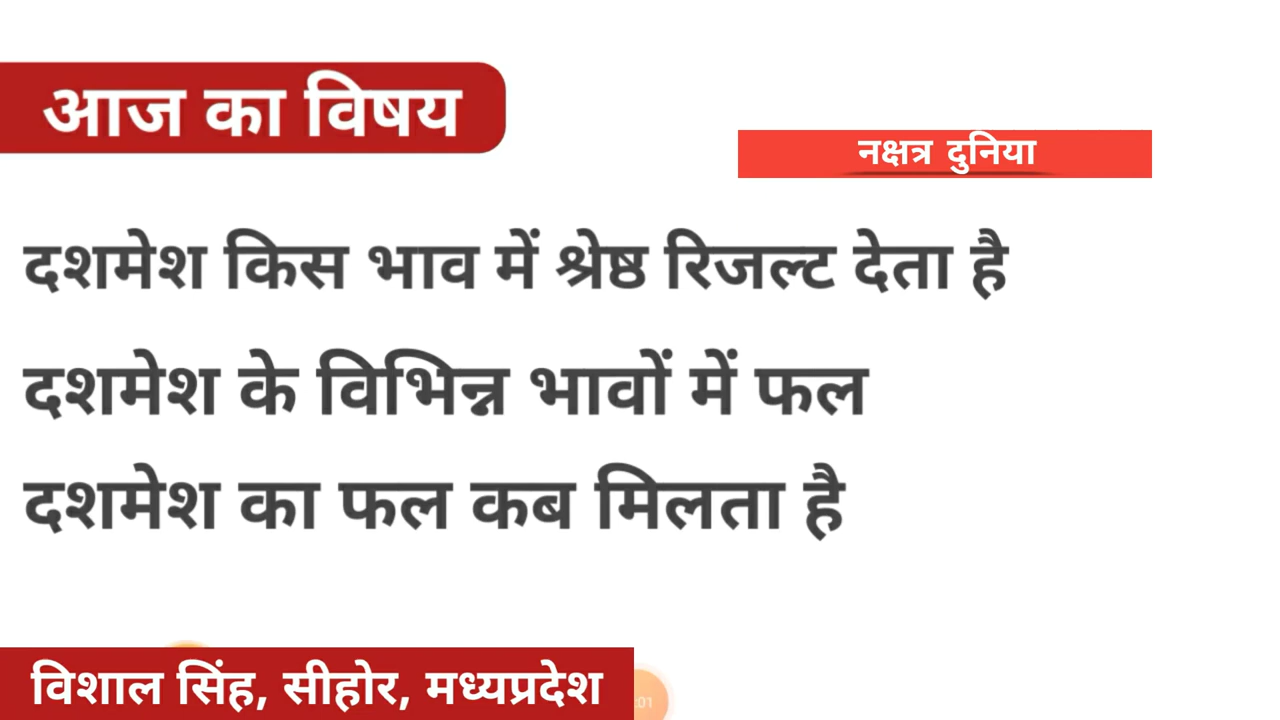 आज का विषय
नक्षत्र दुनिया
दशमेश किस भाव में श्रेष्ठ रिजल्ट देता है
दशमेश के विभिन्न भावों में फल
दशमेश का फल कब मिलता है
विशाल सिंह, सीहोर, मध्यप्रदेश